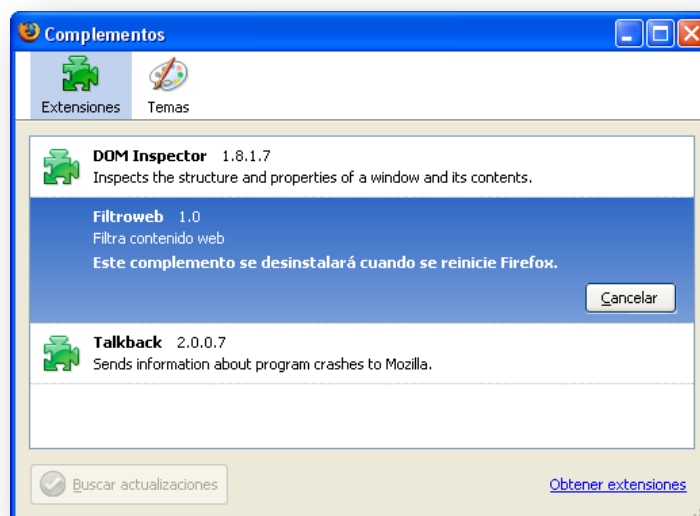 Complementos
Extensiones
Temas
DOM Inspector 1.8.1.7
Inspects the structure and properties of a window and its contents.
Filtroweb 1.0
Filtra contenido web
Este complemento se desinstalará cuando se reinicie Firefox.
Cancelar
Talkback 2.0.0.7
Sends information about program crashes to Mozilla.
Buscar actualizaciones
Obtener extensiones